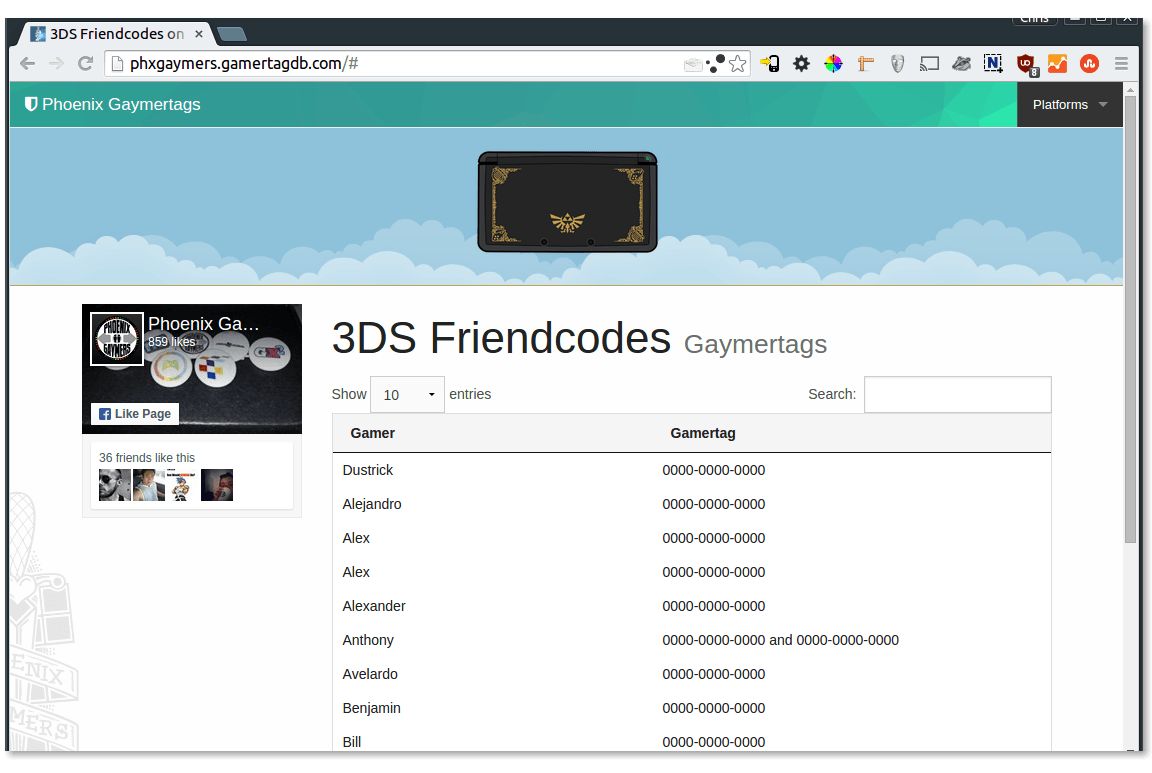 Chris
3DS Friendcodes on
phxgaymers.gamertagdb.com/#
8
Phoenix Gaymertags
Platforms
PHOENIX
GAYMERS
Phoenix Ga…
859 likes
Like Page
36 friends like this
3DS Friendcodes Gaymertags
Show 10 entries
Search:
Gamer Gamertag
Dustrick 0000-0000-0000
Alejandro 0000-0000-0000
Alex 0000-0000-0000
Alex 0000-0000-0000
Alexander 0000-0000-0000
Anthony 0000-0000-0000 and 0000-0000-0000
Avelardo 0000-0000-0000
Benjamin 0000-0000-0000
Bill 0000-0000-0000
ENIX
MERS